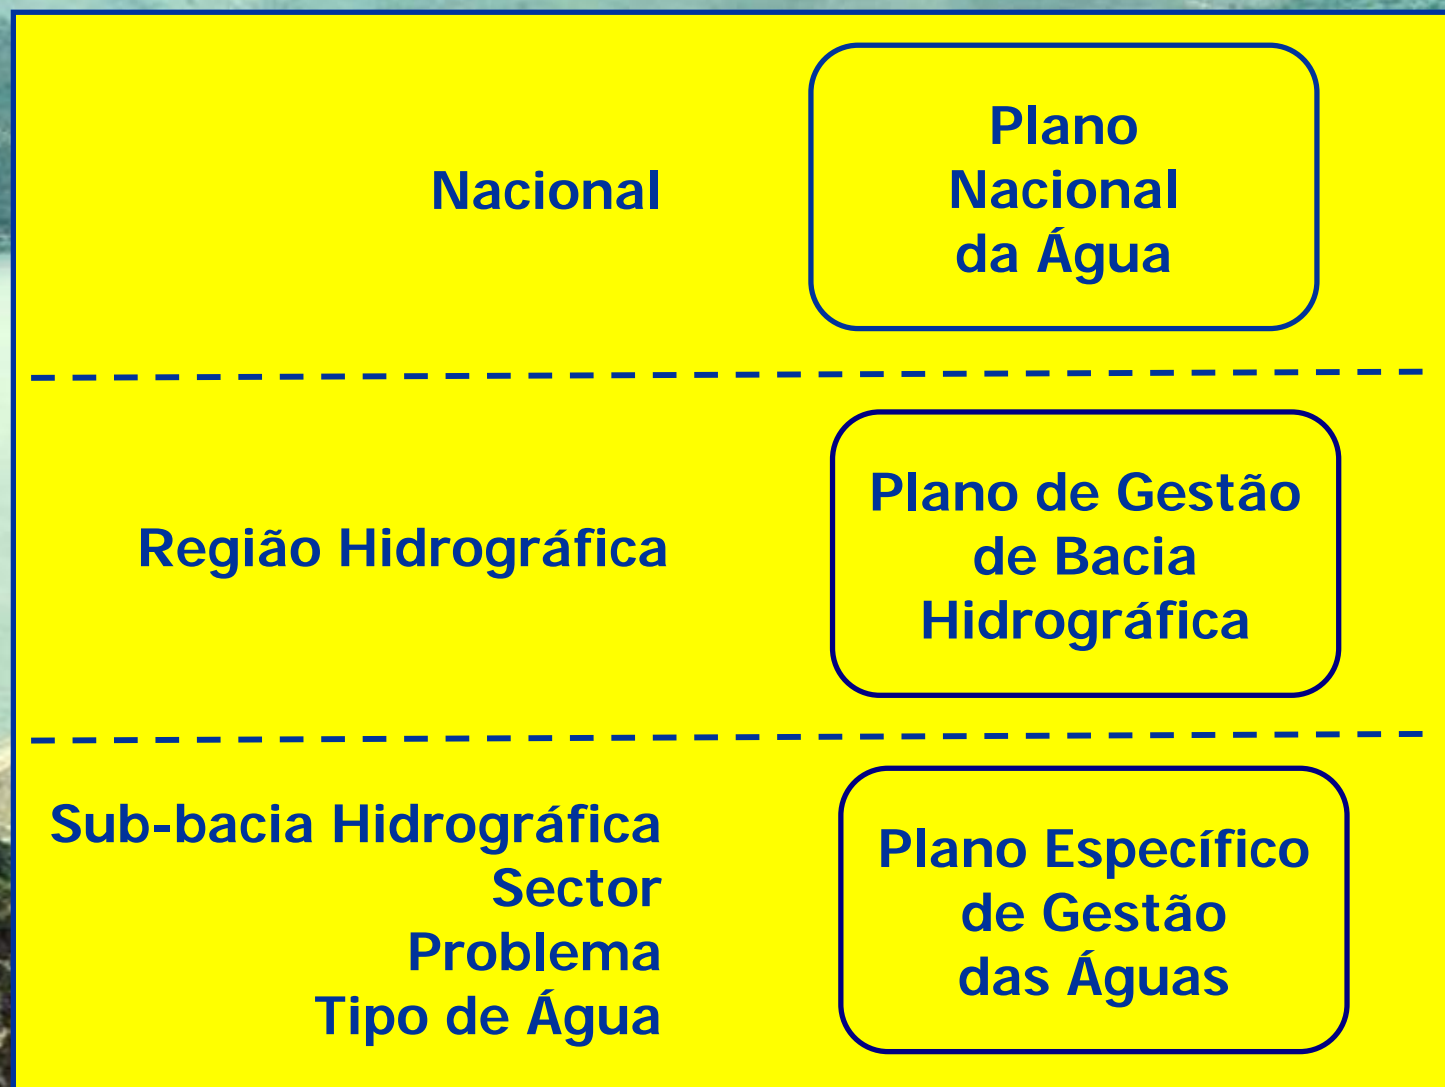 Nacional
Plano
Nacional
da Água
Região Hidrográfica
Plano de Gestão
de Bacia
Hidrográfica
Sub-bacia Hidrográfica
Sector
Problema
Tipo de Água
Plano Específico
de Gestão
das Águas